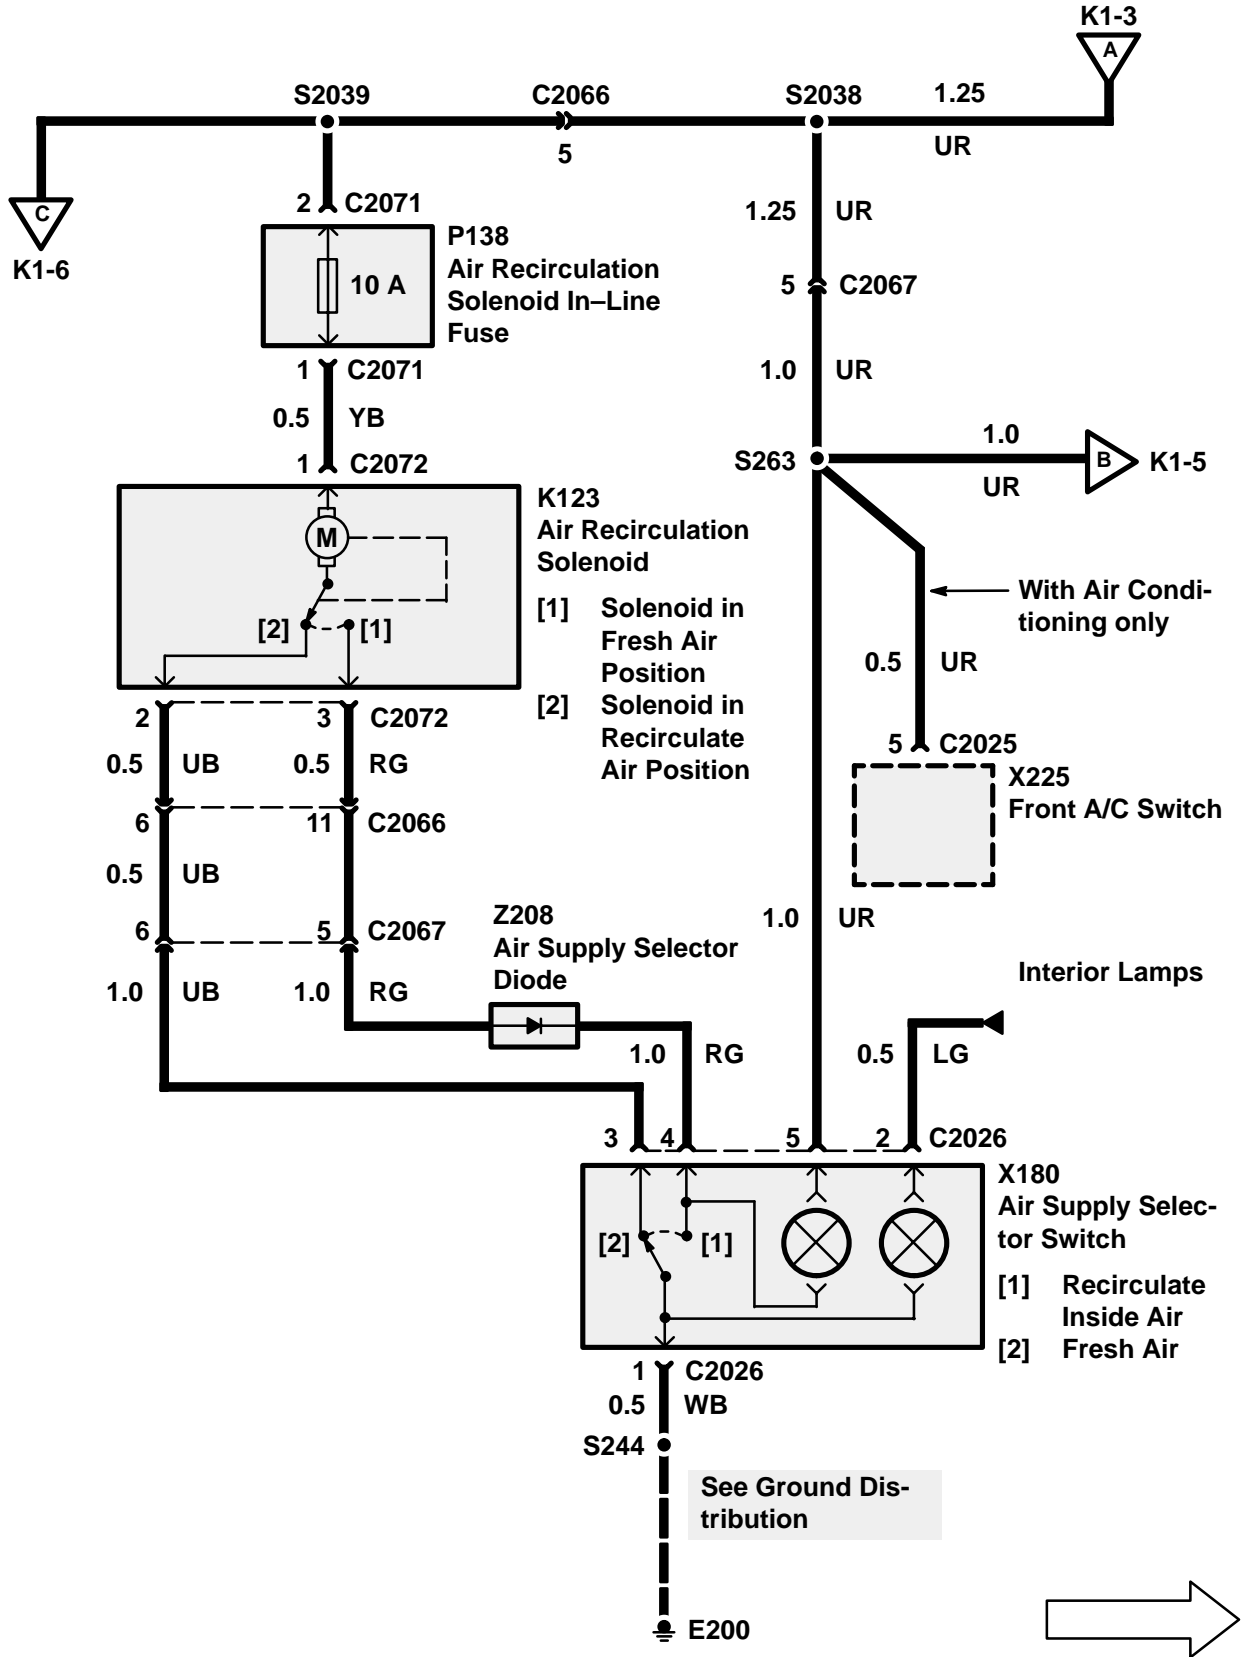 K1-3
A
S2039 C2066 S2038 1.25
5 UR
C
K1-6
2 C2071
1.25 UR
P138
Air Recirculation
Solenoid In–Line
Fuse
10 A
5 C2067
1 C2071
1.0 UR
0.5 YB
1 C2072
S263
1.0
UR
B
K1-5
K123
Air Recirculation
Solenoid
M
[2] [1]
[1] Solenoid in
Fresh Air
Position
[2] Solenoid in
Recirculate
Air Position
With Air Condi-
tioning only
0.5 UR
2 3 C2072
0.5 UB 0.5 RG
5 C2025
X225
Front A/C Switch
6 11 C2066
0.5 UB
6 5 C2067
1.0 UB 1.0 RG
Z208
Air Supply Selector
Diode
1.0 UR
Interior Lamps
1.0 RG
0.5 LG
3 4 5 2 C2026
X180
Air Supply Selec-
tor Switch
[2] [1]
[1] Recirculate
Inside Air
[2] Fresh Air
1 C2026
0.5 WB
S244
See Ground Dis-
tribution
E200